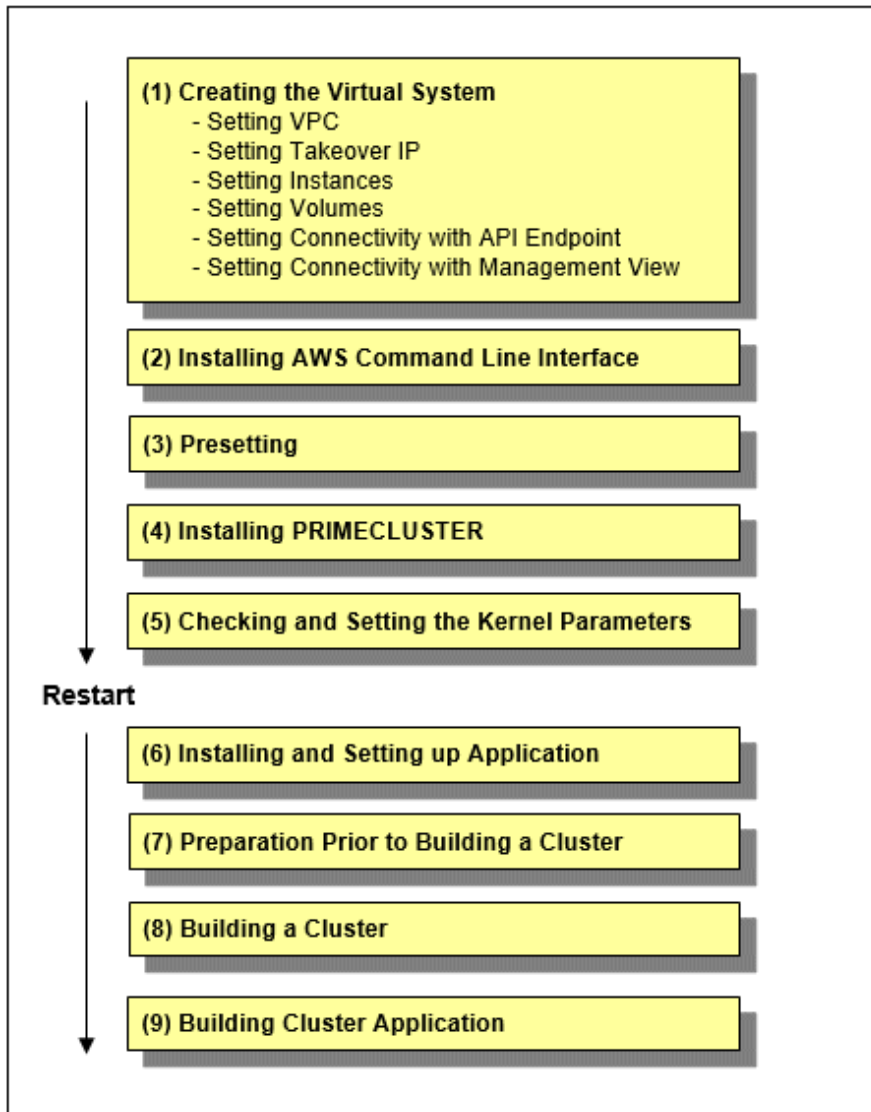 (1) Creating the Virtual System
- Setting VPC
- Setting Takeover IP
- Setting Instances
- Setting Volumes
- Setting Connectivity with API Endpoint
- Setting Connectivity with Management View
(2) Installing AWS Command Line Interface
(3) Presetting
(4) Installing PRIMECLUSTER
(5) Checking and Setting the Kernel Parameters
Restart
(6) Installing and Setting up Application
(7) Preparation Prior to Building a Cluster
(8) Building a Cluster
(9) Building Cluster Application